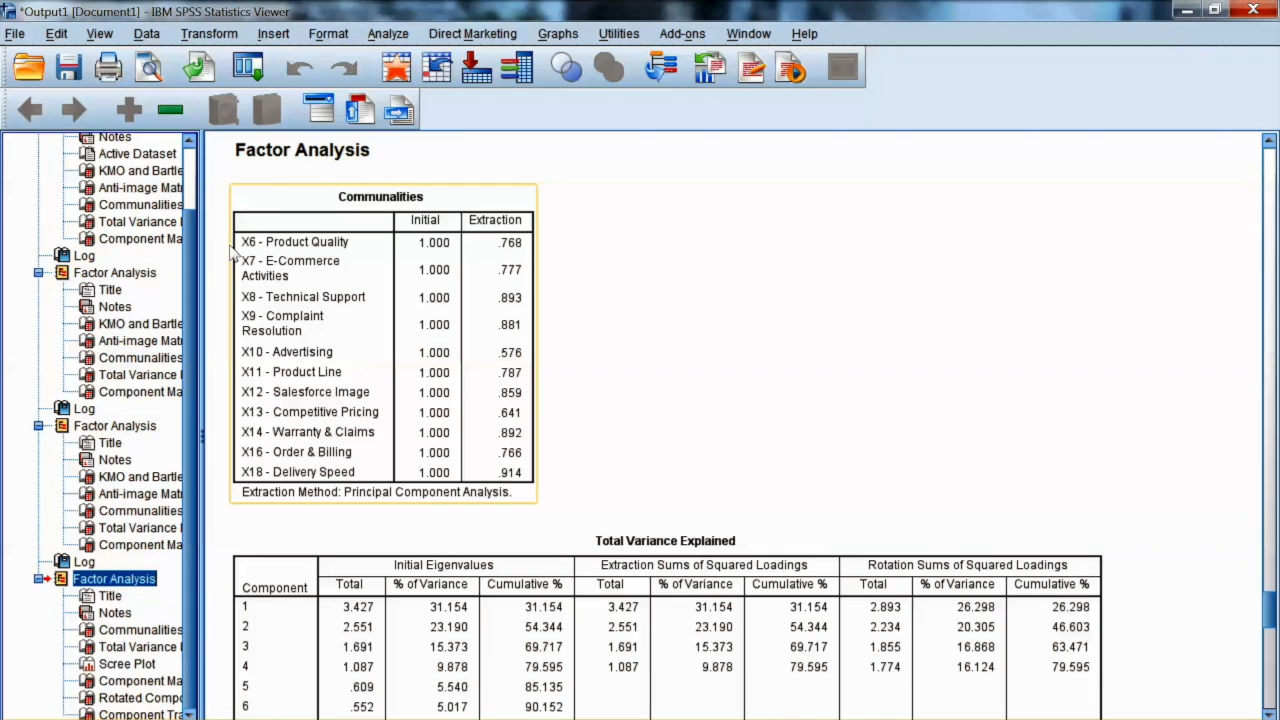 *Output1 [Document1] - IBM SPSS Statistics Viewer
File Edit View Data Transform Insert Format Analyze Direct Marketing Graphs Utilities Add-ons Window Help
Notes
Active Dataset
KMO and Bartle
Anti-image Mat
Communalities
Total Variance
Component Ma
Log
Factor Analysis
Title
Notes
KMO and Bartle
Anti-image Mat
Communalities
Total Variance
Component Ma
Log
Factor Analysis
Title
Notes
KMO and Bartle
Anti-image Mat
Communalities
Total Variance
Component Ma
Log
Factor Analysis
Title
Notes
Communalities
Total Variance
Scree Plot
Component Ma
Rotated Compo
Component Tra
Factor Analysis
Communalities
Initial Extraction
X6 - Product Quality 1.000 .768
X7 - E-Commerce
Activities 1.000 .777
X8 - Technical Support 1.000 .893
X9 - Complaint
Resolution 1.000 .881
X10 - Advertising 1.000 .576
X11 - Product Line 1.000 .787
X12 - Salesforce Image 1.000 .859
X13 - Competitive Pricing 1.000 .641
X14 - Warranty & Claims 1.000 .892
X16 - Order & Billing 1.000 .766
X18 - Delivery Speed 1.000 .914
Extraction Method: Principal Component Analysis.
Total Variance Explained
Initial Eigenvalues Extraction Sums of Squared Loadings Rotation Sums of Squared Loadings
Component Total % of Variance Cumulative % Total % of Variance Cumulative % Total % of Variance Cumulative %
1 3.427 31.154 31.154 3.427 31.154 31.154 2.893 26.298 26.298
2 2.551 23.190 54.344 2.551 23.190 54.344 2.234 20.305 46.603
3 1.691 15.373 69.717 1.691 15.373 69.717 1.855 16.868 63.471
4 1.087 9.878 79.595 1.087 9.878 79.595 1.774 16.124 79.595
5 .609 5.540 85.135
6 .552 5.017 90.152